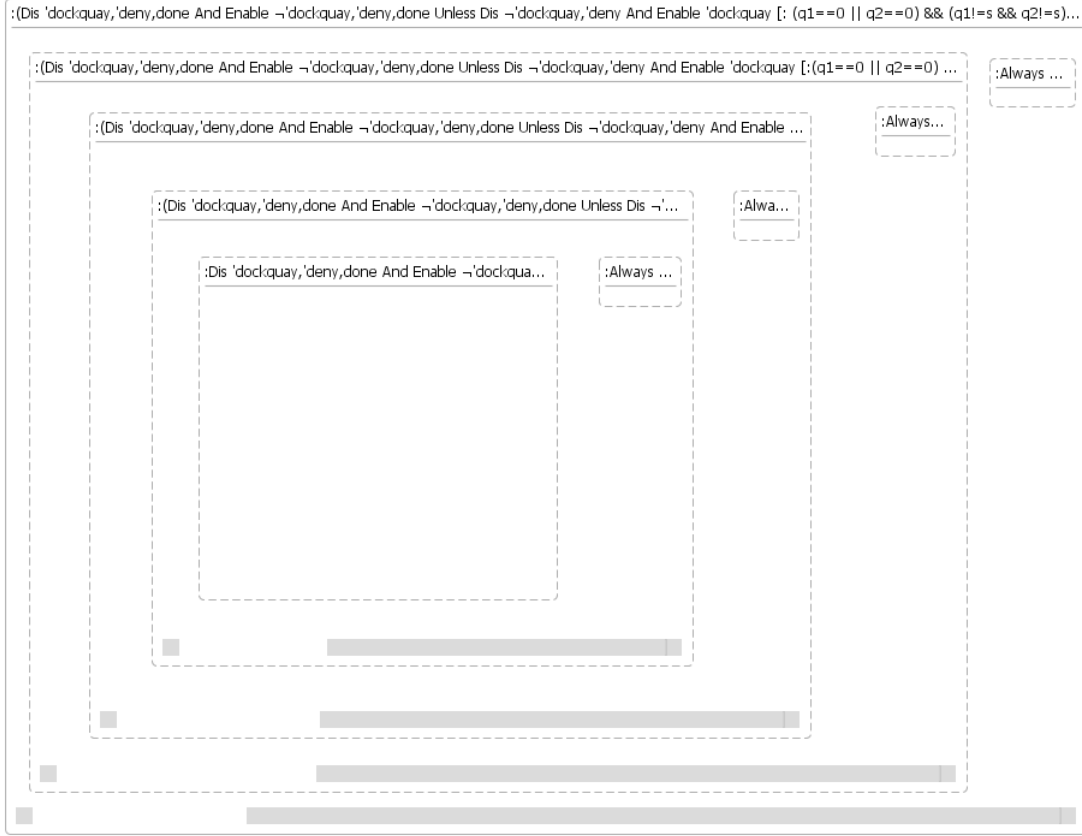 :(Dis 'dockquay,'deny,done And Enable ¬'dockquay,'deny,done Unless Dis ¬'dockquay,'deny And Enable 'dockquay [: (q1==0 || q2==0) && (q1!=s && q2!=s)...
:(Dis 'dockquay,'deny,done And Enable ¬'dockquay,'deny,done Unless Dis ¬'dockquay,'deny And Enable 'dockquay [:(q1==0 || q2==0) ...
:Always ...
:(Dis 'dockquay,'deny,done And Enable ¬'dockquay,'deny,done Unless Dis ¬'dockquay,'deny And Enable ...
:Always...
:(Dis 'dockquay,'deny,done And Enable ¬'dockquay,'deny,done Unless Dis ¬'...
:Alwa...
:Dis 'dockquay,'deny,done And Enable ¬'dockqua...
:Always ...